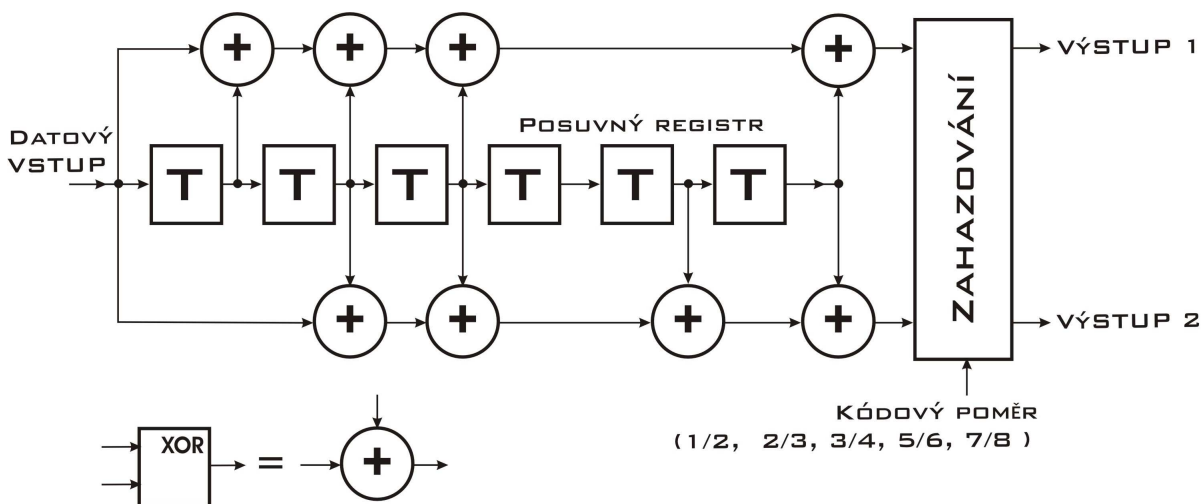 + + + +
VÝSTUP 1
DATOVÝ
VSTUP
POSUVNÝ REGISTR
T T T T T T
ZAHAZOVÁNÍ
+ + + +
VÝSTUP 2
KÓDOVÝ POMĚR
(1/2, 2/3, 3/4, 5/6, 7/8 )
XOR
= +